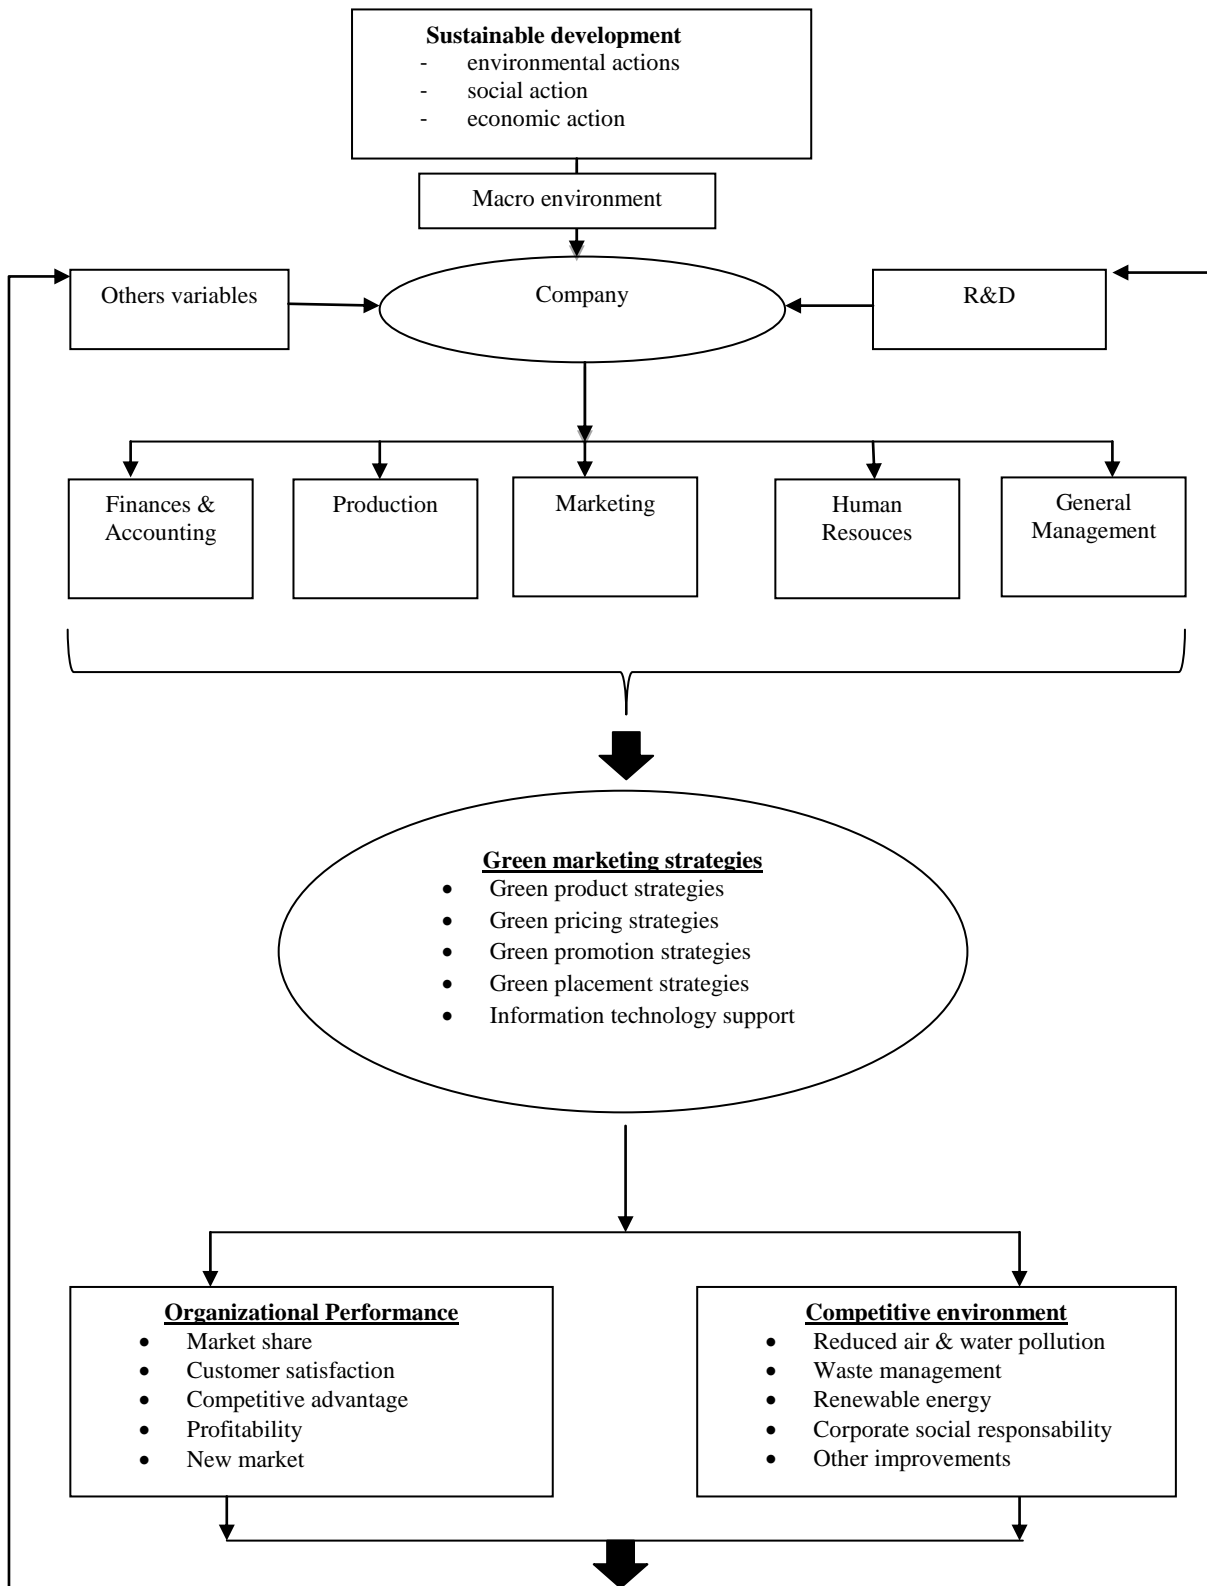 Sustainable development
- environmental actions
- social action
- economic action
Macro environment
Others variables
Company
R&D
Finances &
Accounting
Production
Marketing
Human
Resouces
General
Management
Green marketing strategies
• Green product strategies
• Green pricing strategies
• Green promotion strategies
• Green placement strategies
• Information technology support
Organizational Performance
• Market share
• Customer satisfaction
• Competitive advantage
• Profitability
• New market
Competitive environment
• Reduced air & water pollution
• Waste management
• Renewable energy
• Corporate social responsability
• Other improvements